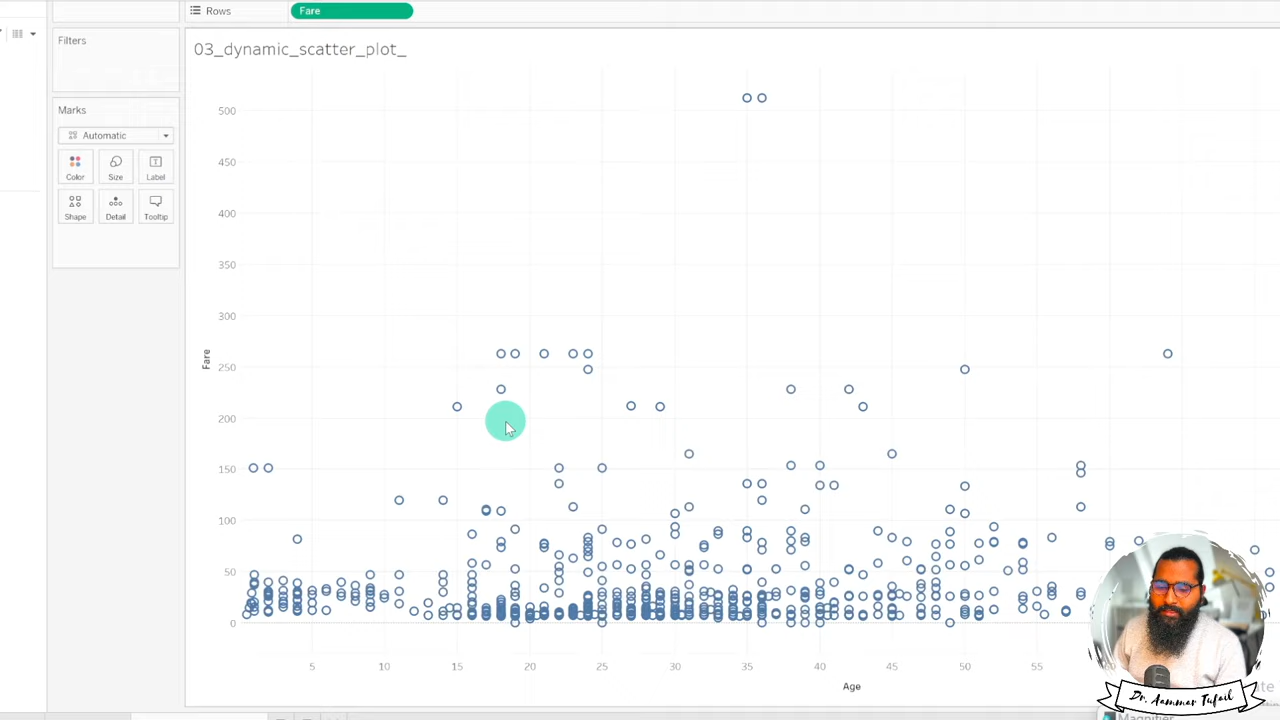 Rows
Fare
Filters
03_dynamic_scatter_plot_
Marks
Automatic
Color
Size
Label
Shape
Detail
Tooltip
500
450
400
350
300
250
200
150
100
50
0
Fare
5
10
15
20
25
30
35
40
45
50
55
60
Age
Dr. Aammar Tufail
Magnifier